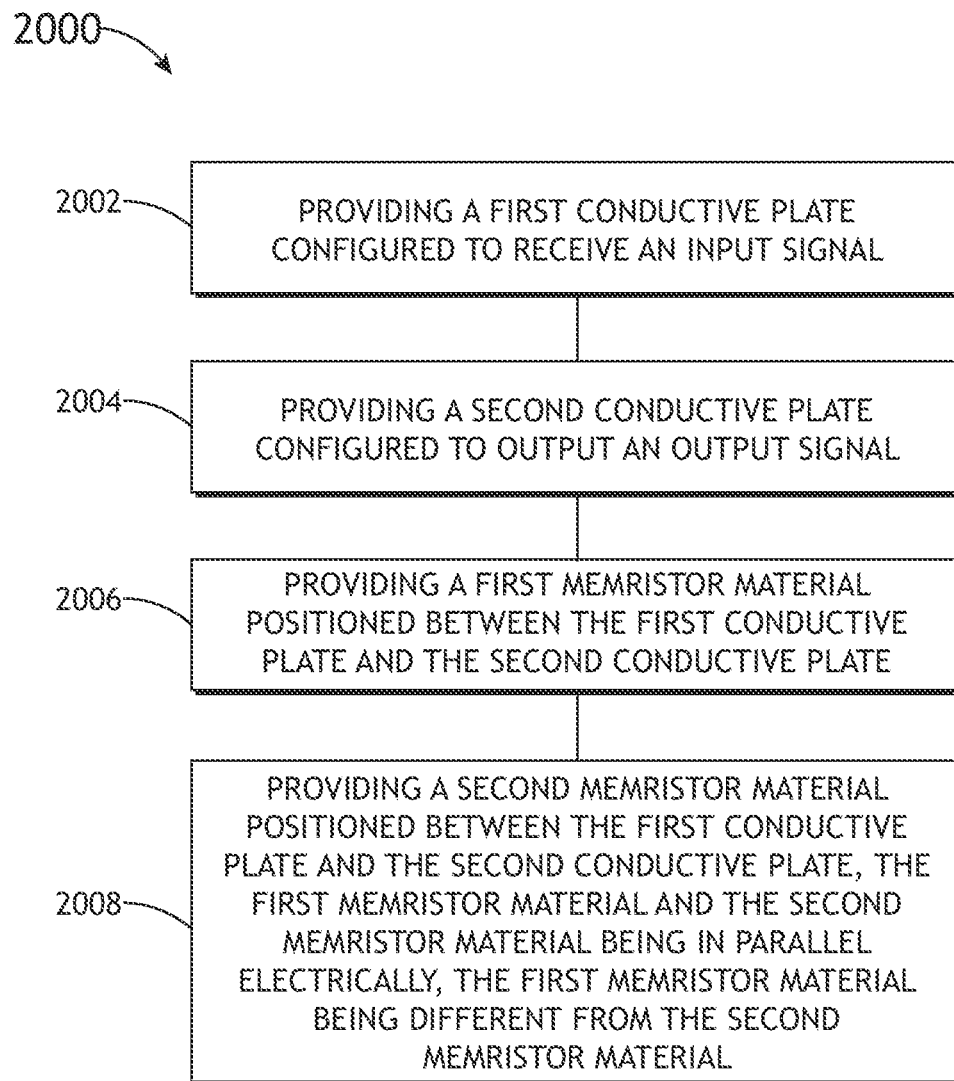 2000
2002
PROVIDING A FIRST CONDUCTIVE PLATE
CONFIGURED TO RECEIVE AN INPUT SIGNAL
2004
PROVIDING A SECOND CONDUCTIVE PLATE
CONFIGURED TO OUTPUT AN OUTPUT SIGNAL
2006
PROVIDING A FIRST MEMRISTOR MATERIAL
POSITIONED BETWEEN THE FIRST CONDUCTIVE
PLATE AND THE SECOND CONDUCTIVE PLATE
2008
PROVIDING A SECOND MEMRISTOR MATERIAL
POSITIONED BETWEEN THE FIRST CONDUCTIVE
PLATE AND THE SECOND CONDUCTIVE PLATE, THE
FIRST MEMRISTOR MATERIAL AND THE SECOND
MEMRISTOR MATERIAL BEING IN PARALLEL
ELECTRICALLY, THE FIRST MEMRISTOR MATERIAL
BEING DIFFERENT FROM THE SECOND
MEMRISTOR MATERIAL